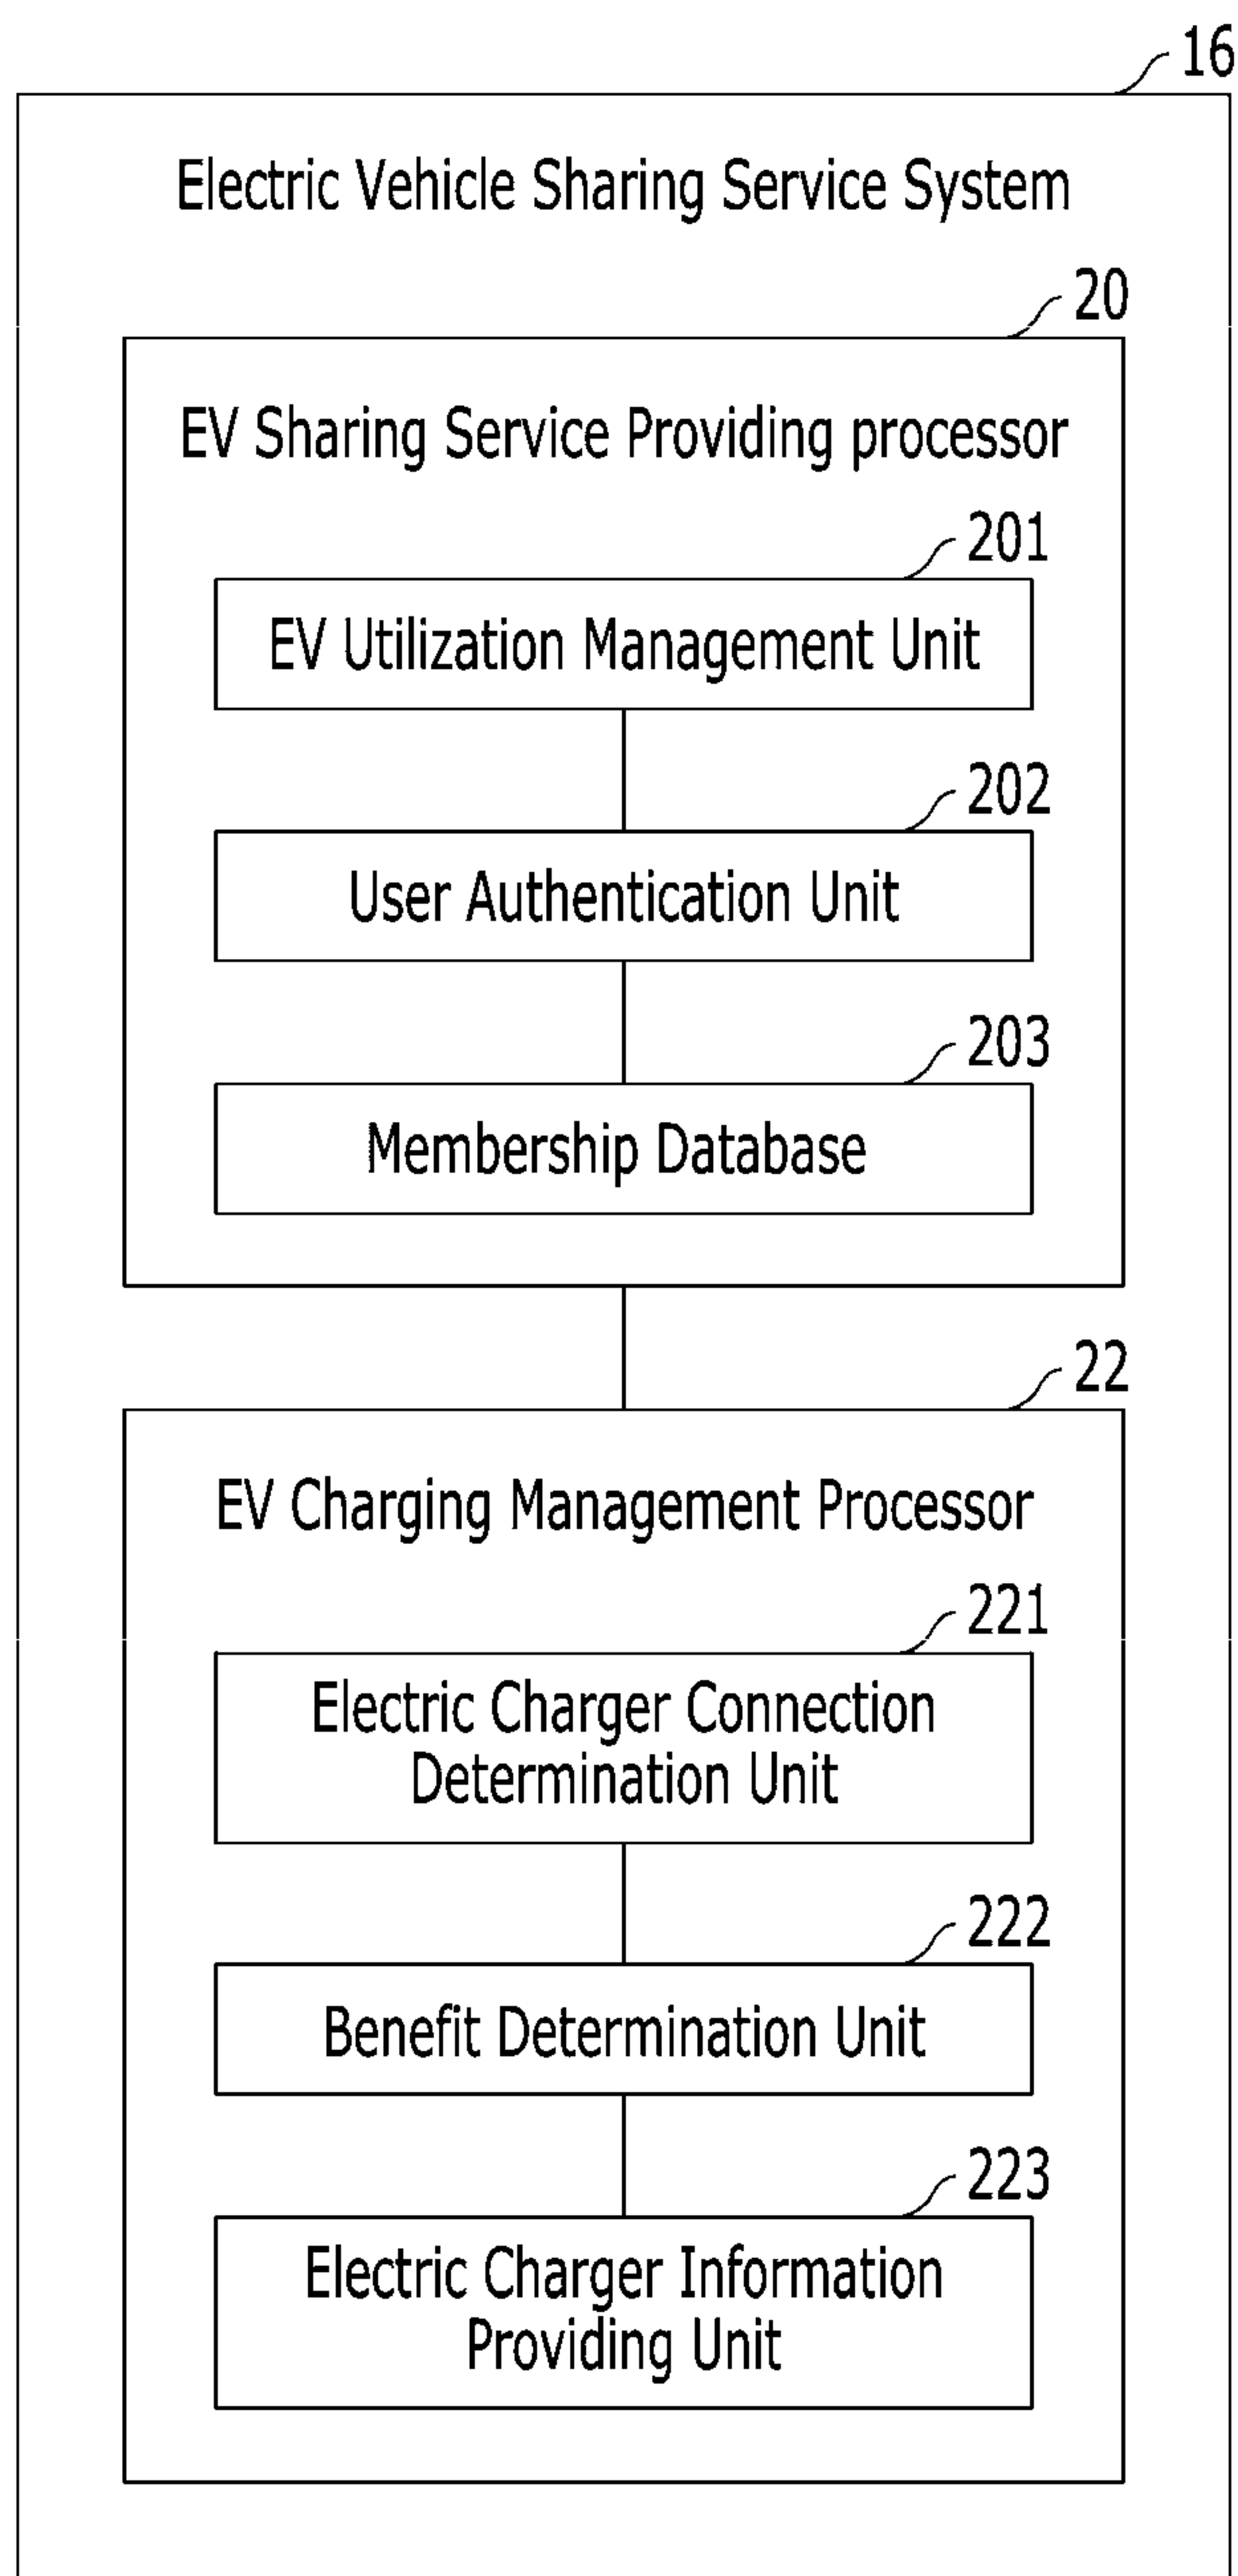 16
Electric Vehicle Sharing Service System
20
EV Sharing Service Providing processor
201
EV Utilization Management Unit
202
User Authentication Unit
203
Membership Database
22
EV Charging Management Processor
221
Electric Charger Connection
Determination Unit
222
Benefit Determination Unit
223
Electric Charger Information
Providing Unit